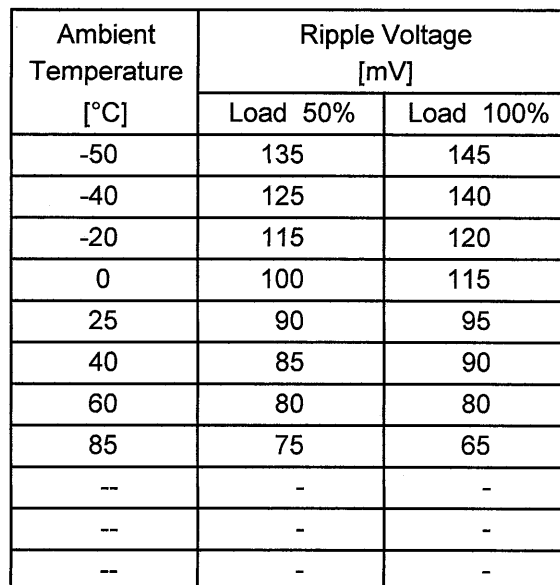 Ambient Temperature [°C] Ripple Voltage [mV]
Load 50% Load 100%
-50 135 145
-40 125 140
-20 115 120
0 100 115
25 90 95
40 85 90
60 80 80
85 75 65
-- - -
-- - -
-- - -